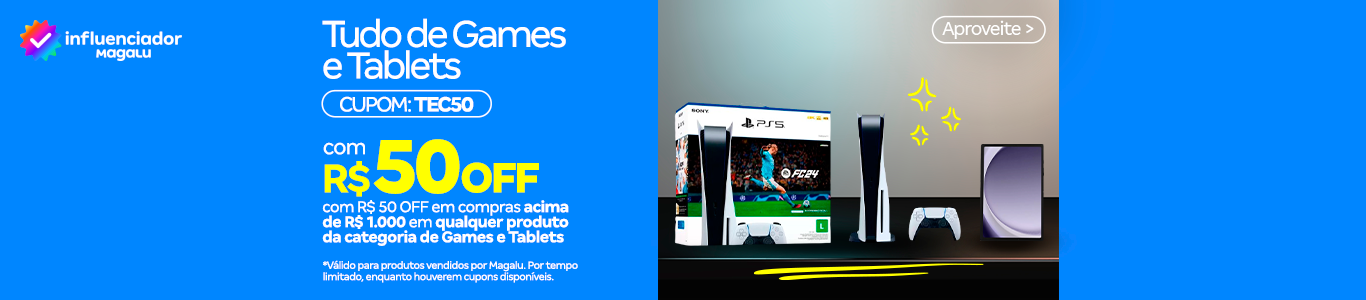 influenciador
Magalu
Tudo de Games
e Tablets
CUPOM: TEC50
com
R$ 50 OFF
com R$ 50 OFF em compras acima
de R$ 1.000 em qualquer produto
da categoria de Games e Tablets
*Válido para produtos vendidos por Magalu. Por tempo
limitado, enquanto houverem cupons disponíveis.
Aproveite >
SONY
PS5
FC24
L